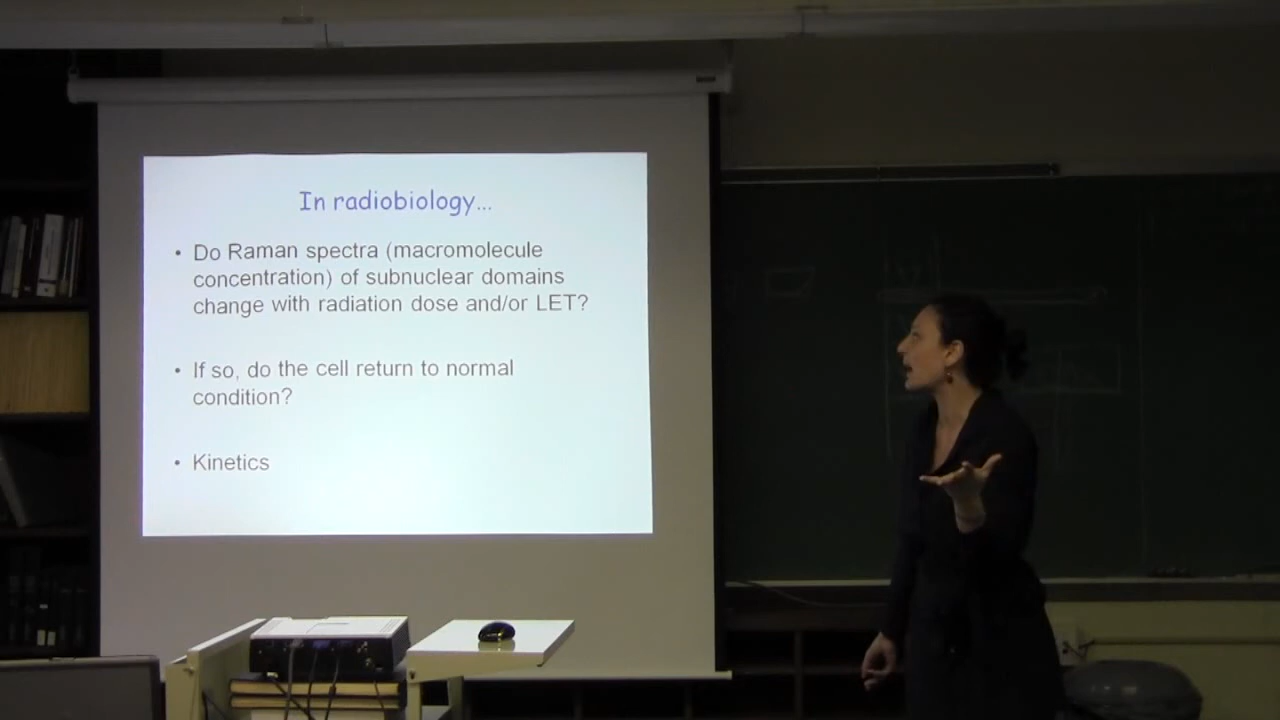 In radiobiology...
• Do Raman spectra (macromolecule
concentration) of subnuclear domains
change with radiation dose and/or LET?
• If so, do the cell return to normal
condition?
• Kinetics